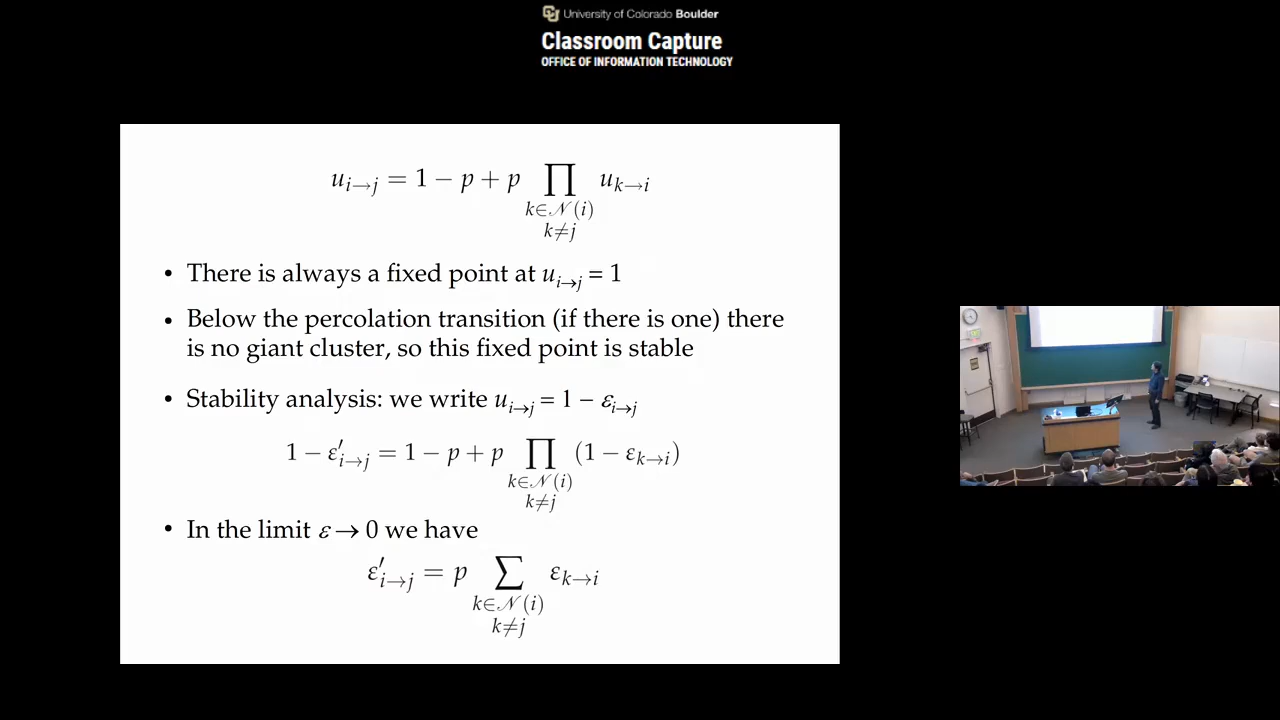 University of Colorado Boulder
Classroom Capture
OFFICE OF INFORMATION TECHNOLOGY
u_{i→j} = 1 − p + p ∏_{k∈𝒩(i), k≠j} u_{k→i}
• There is always a fixed point at u_{i→j} = 1
• Below the percolation transition (if there is one) there
is no giant cluster, so this fixed point is stable
• Stability analysis: we write u_{i→j} = 1 − ε_{i→j}
1 − ε′_{i→j} = 1 − p + p ∏_{k∈𝒩(i), k≠j} (1 − ε_{k→i})
• In the limit ε → 0 we have
ε′_{i→j} = p ∑_{k∈𝒩(i), k≠j} ε_{k→i}